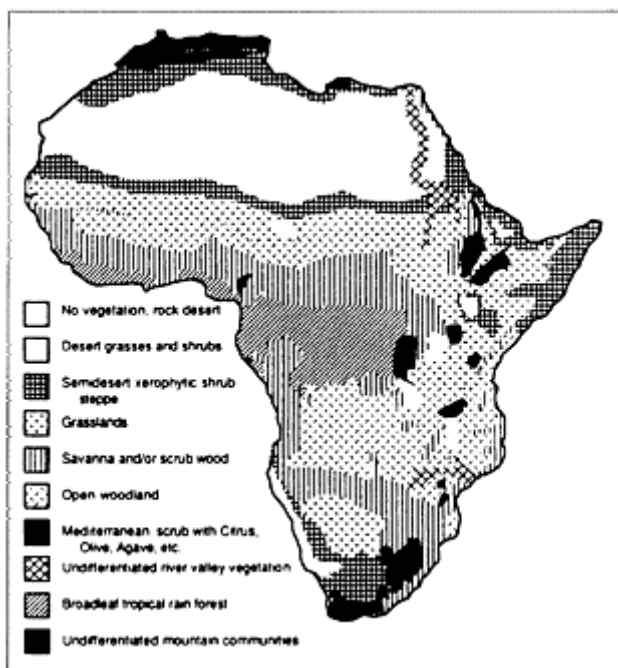 No vegetation, rock desert
Desert grasses and shrubs
Semidesert xerophytic shrub
steppe
Grasslands
Savanna and/or scrub wood
Open woodland
Mediterranean scrub with Citrus,
Olive, Agave, etc.
Undifferentiated river valley vegetation
Broadleaf tropical rain forest
Undifferentiated mountain communities